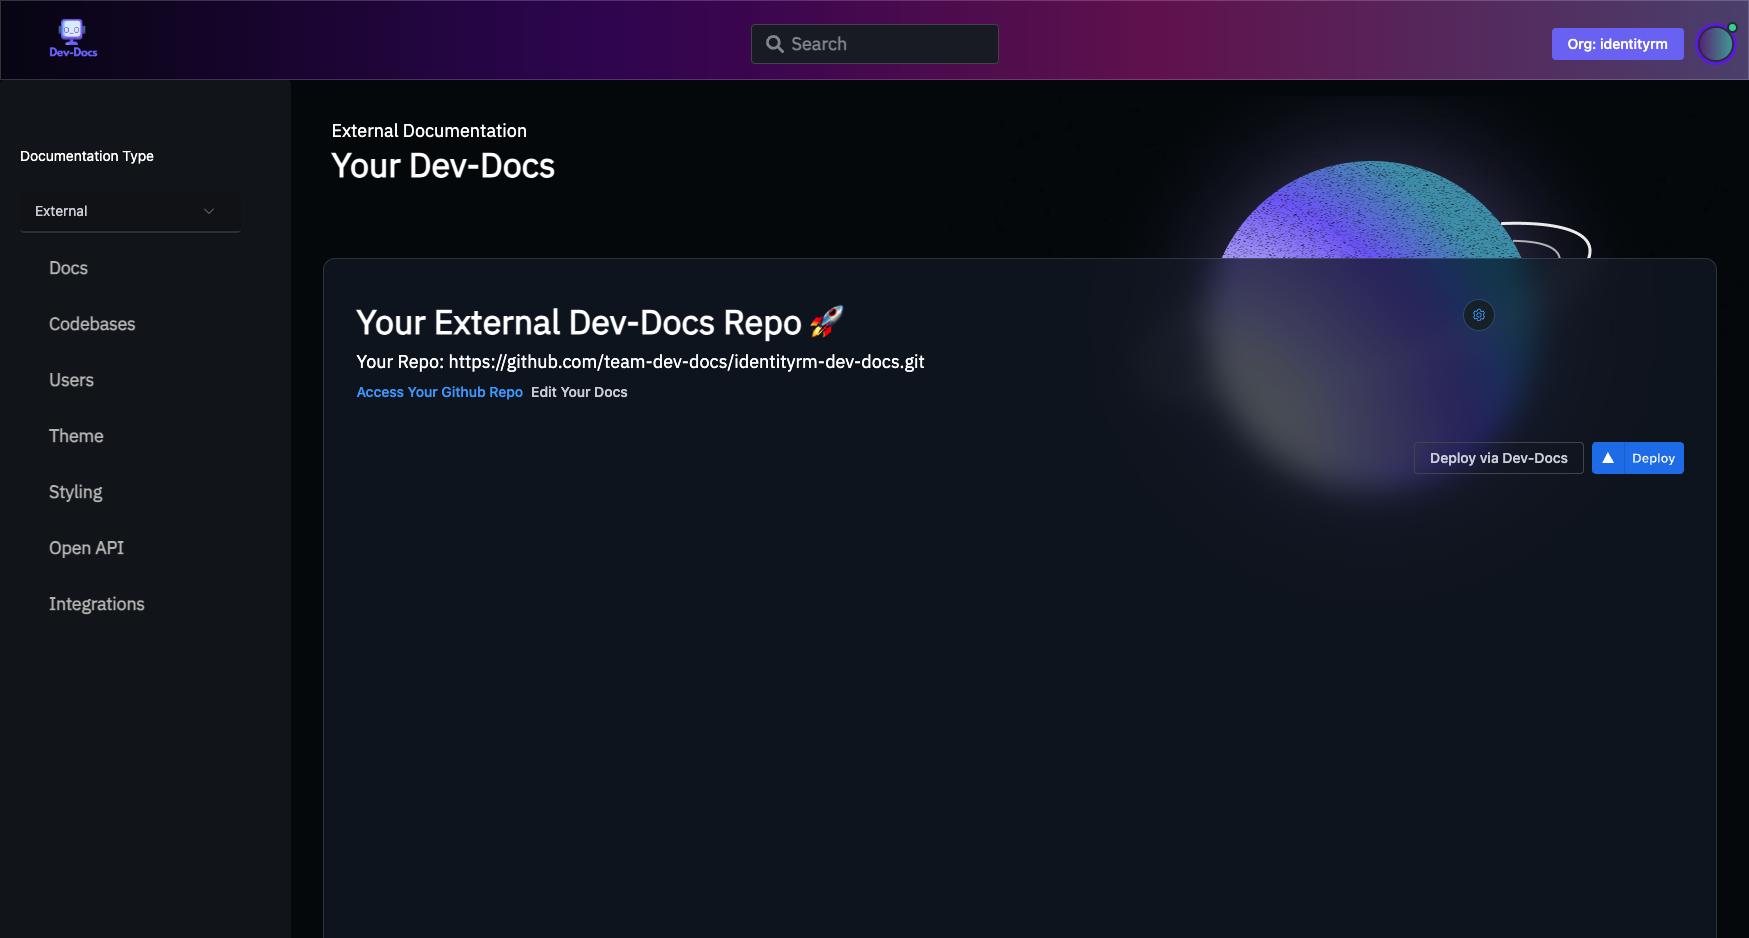 Dev-Docs
Search
Org: identityrm
Documentation Type
External
Docs
Codebases
Users
Theme
Styling
Open API
Integrations
External Documentation
Your Dev-Docs
Your External Dev-Docs Repo 🚀
Your Repo: https://github.com/team-dev-docs/identityrm-dev-docs.git
Access Your Github Repo Edit Your Docs
Deploy via Dev-Docs
Deploy